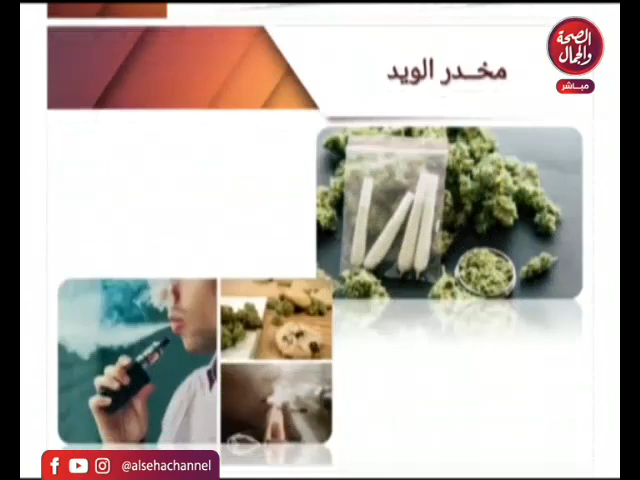 الصحة
والجمال
مباشر
مخدر الويد
@alsehachannel